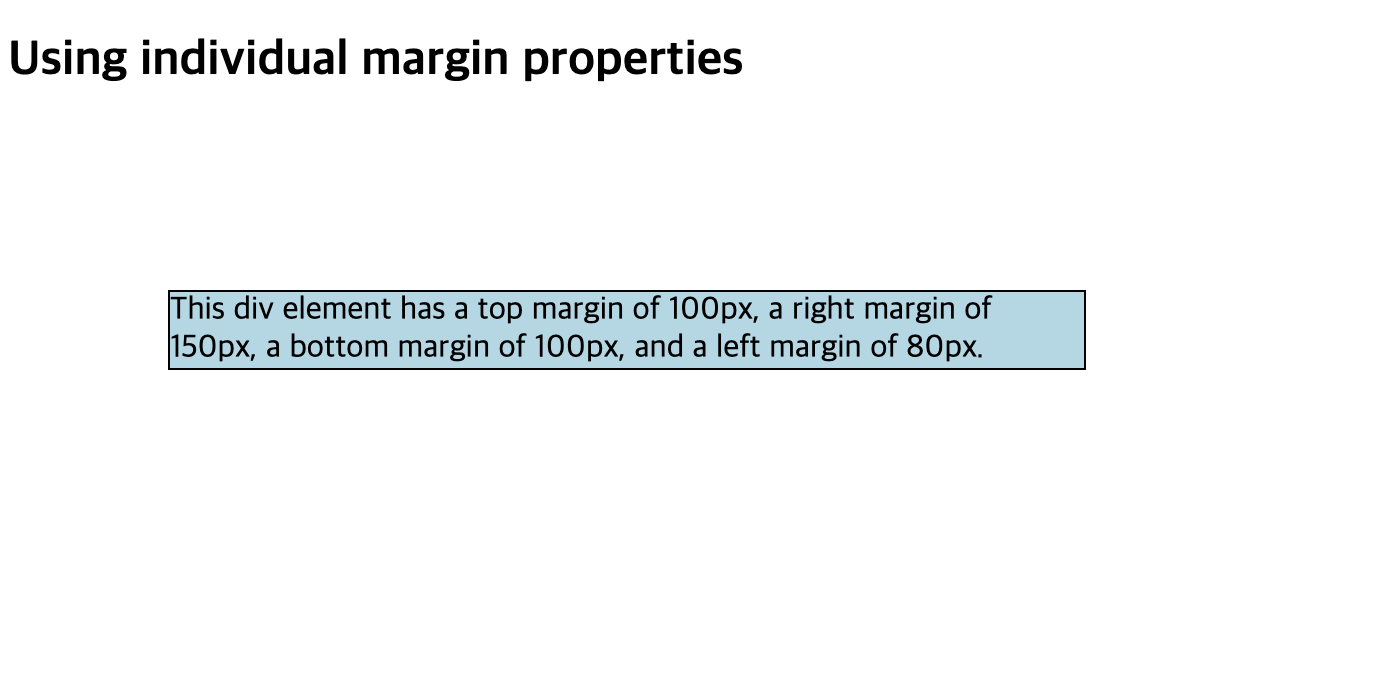 Using individual margin properties
This div element has a top margin of 100px, a right margin of
150px, a bottom margin of 100px, and a left margin of 80px.